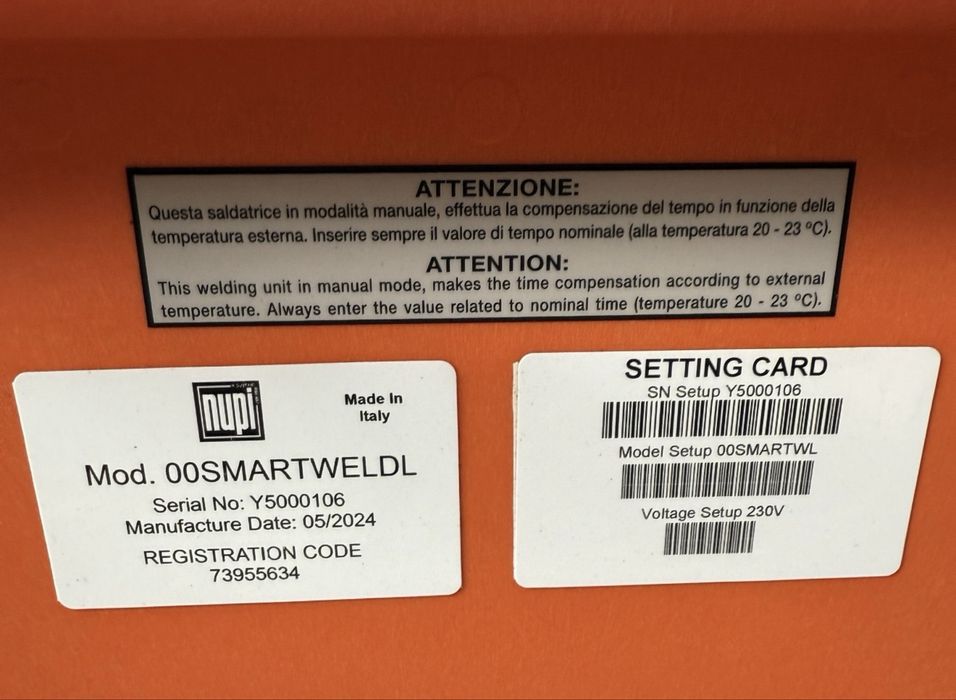 ATTENZIONE:
Questa saldatrice in modalità manuale, effettua la compensazione del tempo in funzione della
temperatura esterna. Inserire sempre il valore di tempo nominale (alla temperatura 20 - 23 ºC).
ATTENTION:
This welding unit in manual mode, makes the time compensation according to external
temperature. Always enter the value related to nominal time (temperature 20 - 23 ºC).
nupi
Made In
Italy
Mod. 00SMARTWELDL
Serial No: Y5000106
Manufacture Date: 05/2024
REGISTRATION CODE
73955634
SETTING CARD
SN Setup Y5000106
Model Setup 00SMARTWL
Voltage Setup 230V